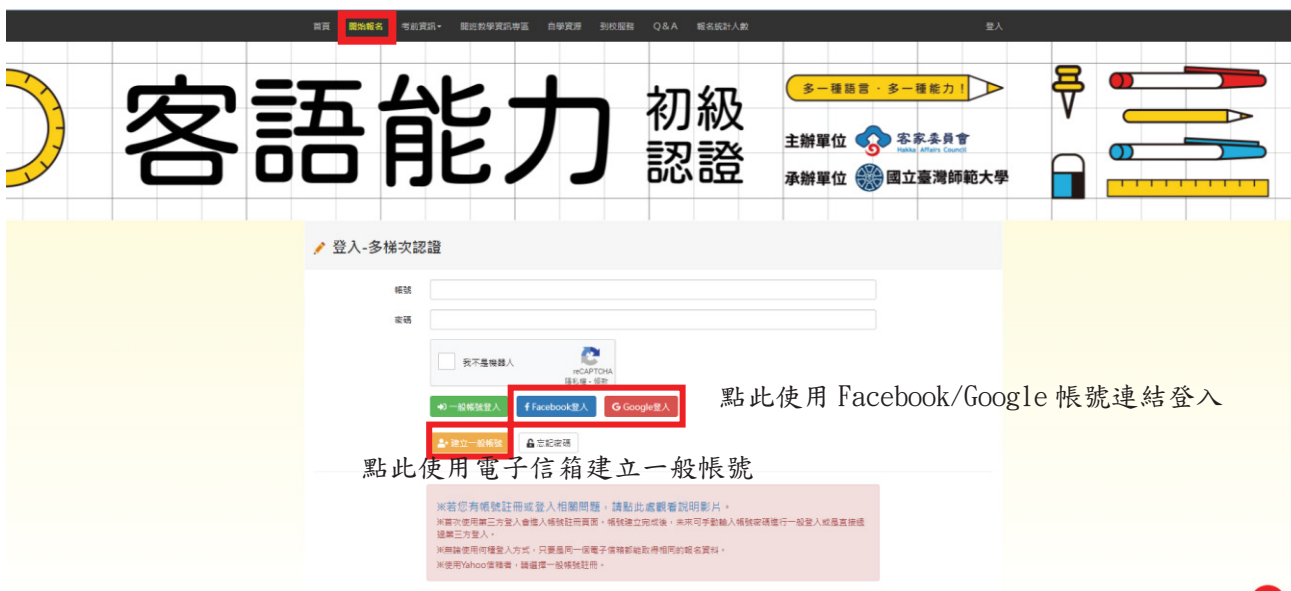 首頁 開始報名 考前資訊 開班教學資訊專區 自學資源 到校服務 Q&A 報名統計人數 登入
客語能力 初級
認證
多一種語言．多一種能力！
主辦單位 客家委員會
Hakka Affairs Council
承辦單位 國立臺灣師範大學
登入-多梯次認證
帳號
密碼
我不是機器人
reCAPTCHA
隱私權 - 條款
一般帳號登入 Facebook登入 Google登入
點此使用 Facebook/Google 帳號連結登入
建立一般帳號 忘記密碼
點此使用電子信箱建立一般帳號
※若您有帳號註冊或登入相關問題，請點此處觀看說明影片。
※首次使用第三方登入會進入帳號註冊頁面，帳號建立完成後，未來可手動輸入帳號密碼進行一般登入或是直接透
過第三方登入。
※無論使用何種登入方式，只要是同一個電子信箱都能取得相同的報名資料。
※使用Yahoo信箱者，請選擇一般帳號註冊。